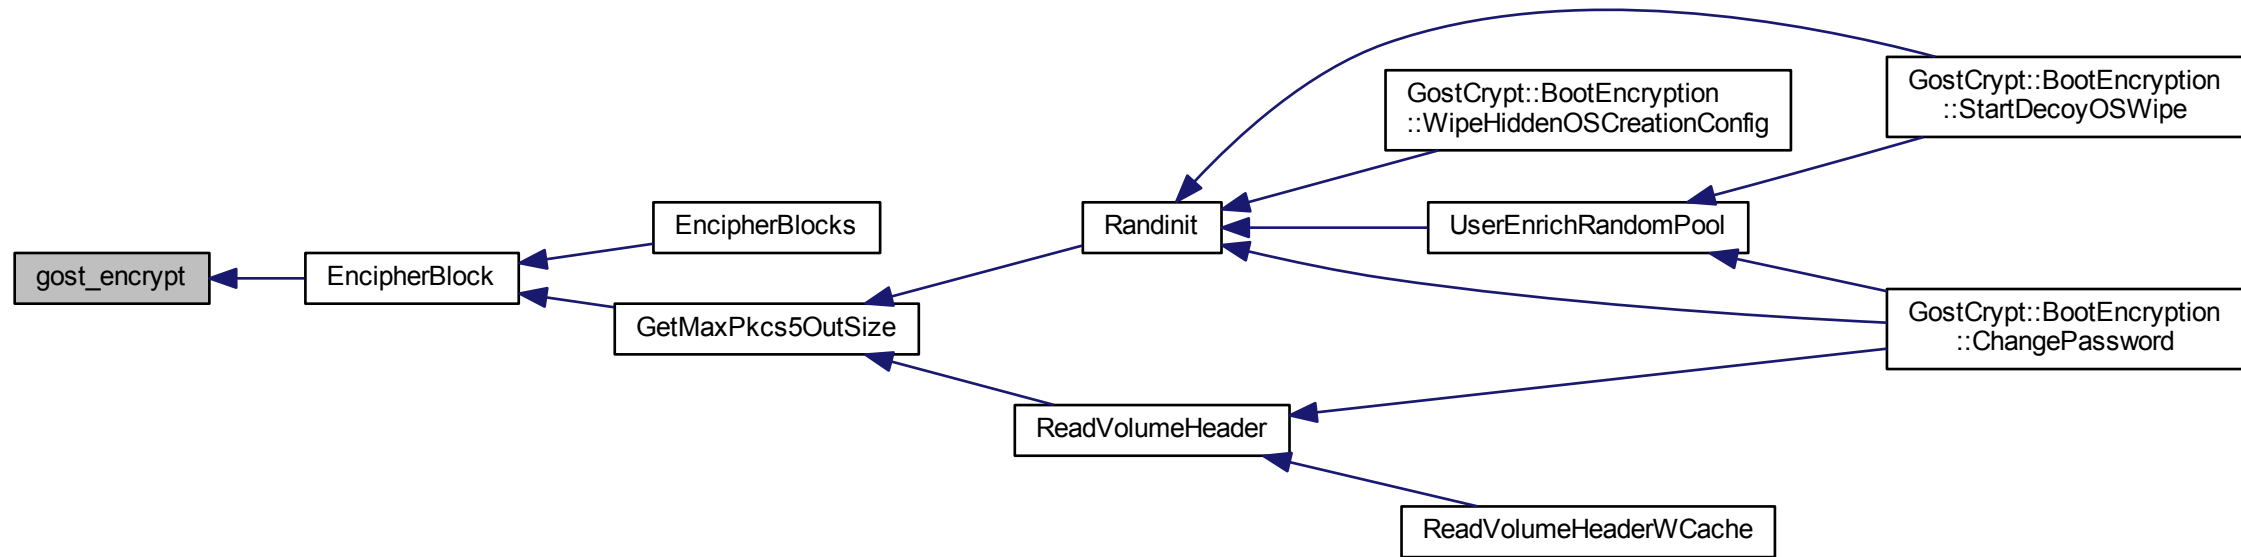 gost_encrypt
EncipherBlock
EncipherBlocks
GetMaxPkcs5OutSize
Randinit
ReadVolumeHeader
GostCrypt::BootEncryption
::WipeHiddenOSCreationConfig
UserEnrichRandomPool
ReadVolumeHeaderWCache
GostCrypt::BootEncryption
::StartDecoyOSWipe
GostCrypt::BootEncryption
::ChangePassword